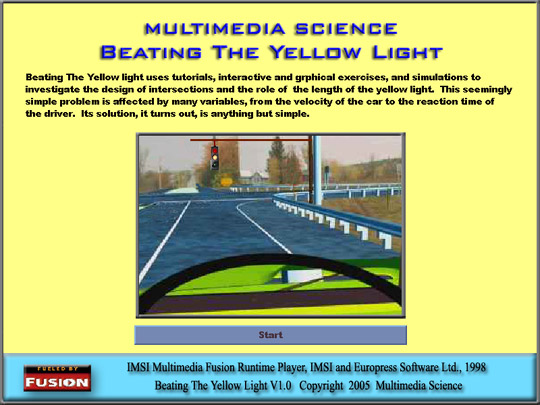 MULTIMEDIA SCIENCE
BEATING THE YELLOW LIGHT
Beating The Yellow light uses tutorials, interactive and grphical exercises, and simulations to
investigate the design of intersections and the role of the length of the yellow light. This seemingly
simple problem is affected by many variables, from the velocity of the car to the reaction time of
the driver. Its solution, it turns out, is anything but simple.
Start
FUELED BY
FUSION
IMSI Multimedia Fusion Runtime Player, IMSI and Europress Software Ltd., 1998
Beating The Yellow Light V1.0 Copyright 2005 Multimedia Science